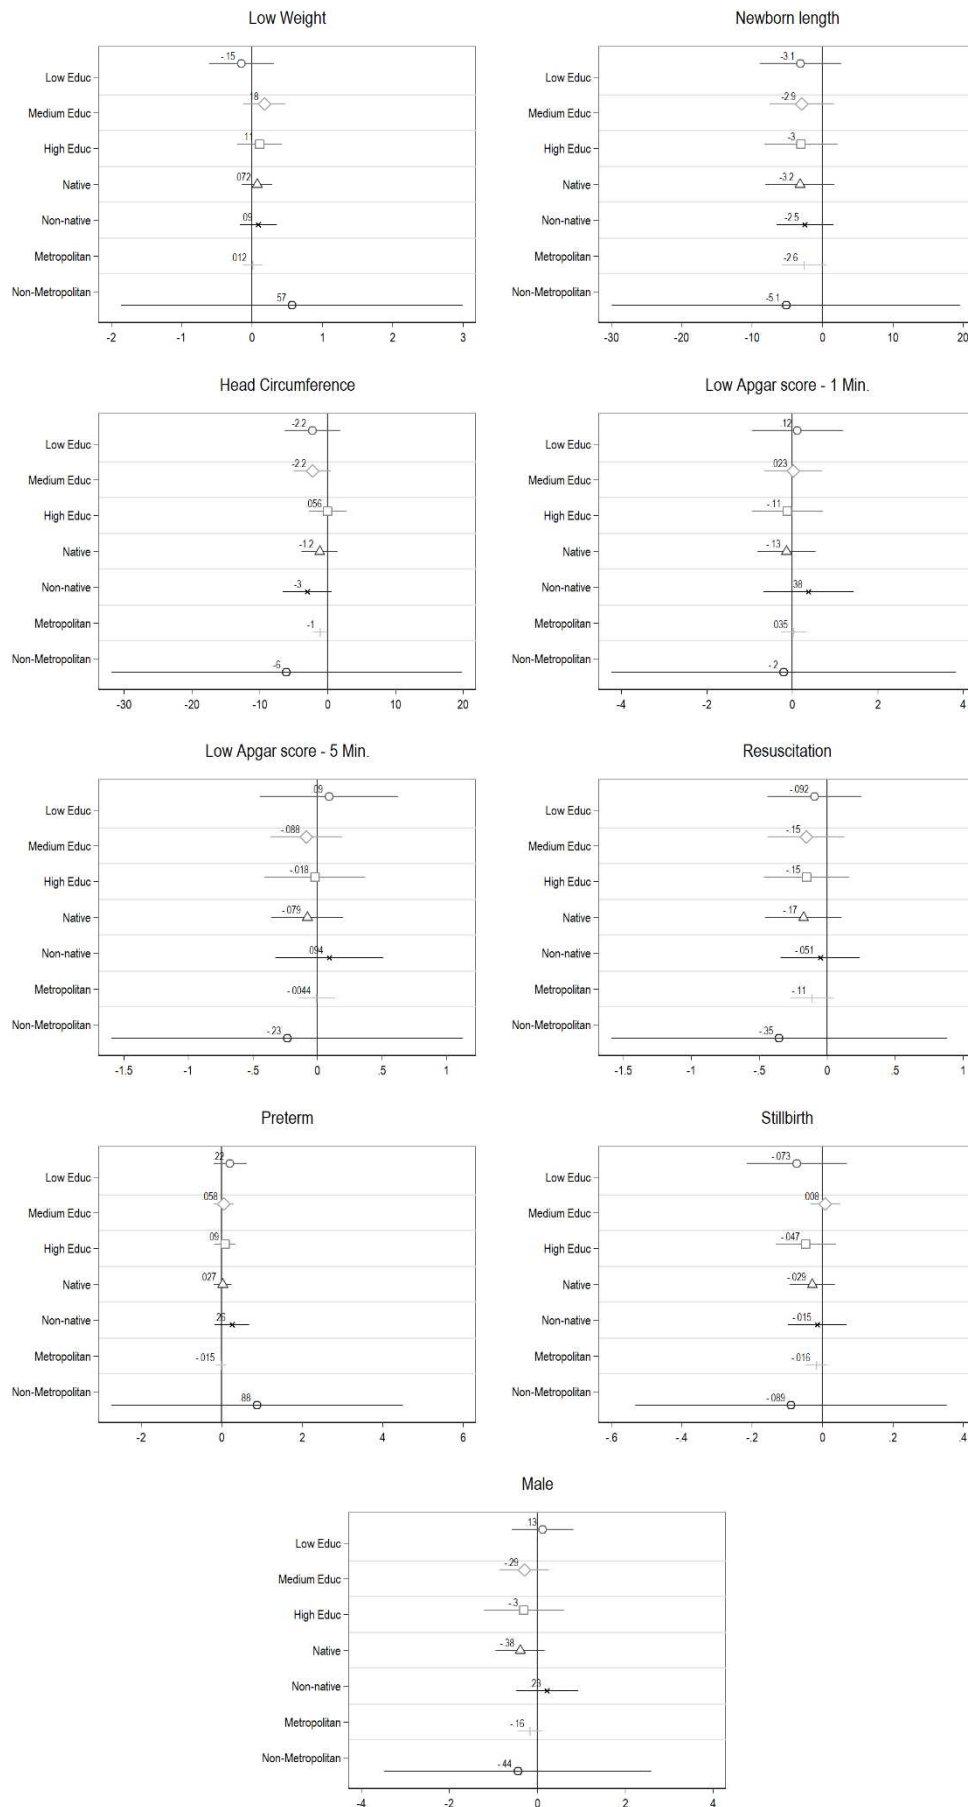 Low Weight
Low Educ
-.15
Medium Educ
.18
High Educ
.11
Native
.072
Non-native
.09
Metropolitan
.012
Non-Metropolitan
.57
-2 -1 0 1 2 3
Newborn length
Low Educ
-3.1
Medium Educ
-2.9
High Educ
-3
Native
-3.2
Non-native
-2.5
Metropolitan
-2.6
Non-Metropolitan
-5.1
-30 -20 -10 0 10 20
Head Circumference
Low Educ
-2.2
Medium Educ
-2.2
High Educ
.056
Native
-1.2
Non-native
-3
Metropolitan
-1
Non-Metropolitan
-6
-30 -20 -10 0 10 20
Low Apgar score - 1 Min.
Low Educ
.12
Medium Educ
.023
High Educ
-.11
Native
-.13
Non-native
.38
Metropolitan
.035
Non-Metropolitan
-.2
-4 -2 0 2 4
Low Apgar score - 5 Min.
Low Educ
.09
Medium Educ
-.088
High Educ
-.018
Native
-.079
Non-native
.094
Metropolitan
-.0044
Non-Metropolitan
-.23
-1.5 -1 -.5 0 .5 1
Resuscitation
Low Educ
-.092
Medium Educ
-.15
High Educ
-.15
Native
-.17
Non-native
-.051
Metropolitan
-.11
Non-Metropolitan
-.35
-1.5 -1 -.5 0 .5 1
Preterm
Low Educ
.22
Medium Educ
.058
High Educ
.09
Native
.027
Non-native
.26
Metropolitan
-.015
Non-Metropolitan
.88
-2 0 2 4 6
Stillbirth
Low Educ
-.073
Medium Educ
.008
High Educ
-.047
Native
-.029
Non-native
-.015
Metropolitan
-.016
Non-Metropolitan
-.089
-.6 -.4 -.2 0 .2 .4
Male
Low Educ
.13
Medium Educ
-.29
High Educ
-.3
Native
-.38
Non-native
.23
Metropolitan
-.16
Non-Metropolitan
-.44
-4 -2 0 2 4